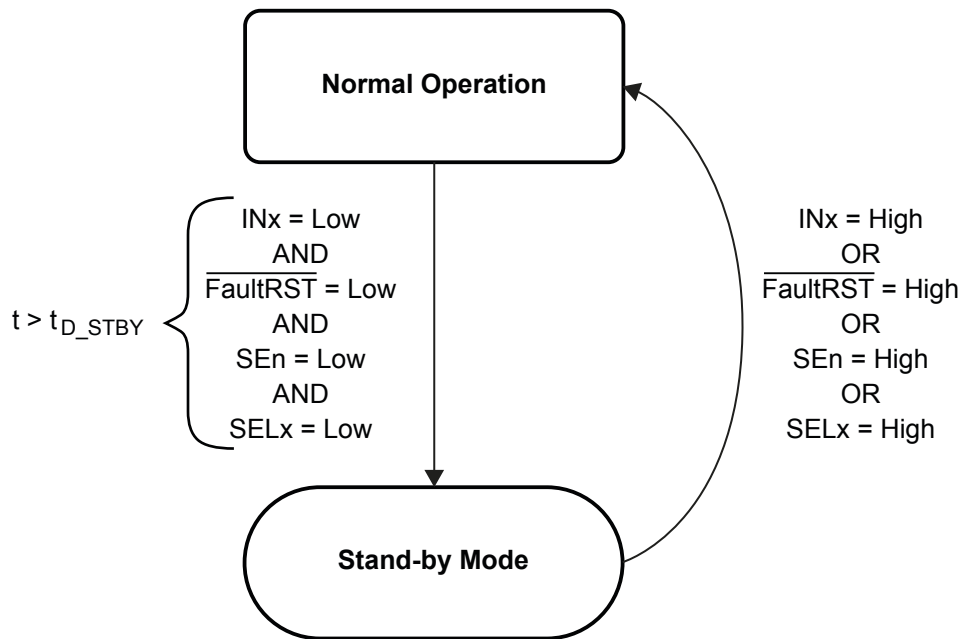 Normal Operation
INx = Low
AND
FaultRST = Low
AND
SEn = Low
AND
SELx = Low
t > tD_STBY
INx = High
OR
FaultRST = High
OR
SEn = High
OR
SELx = High
Stand-by Mode